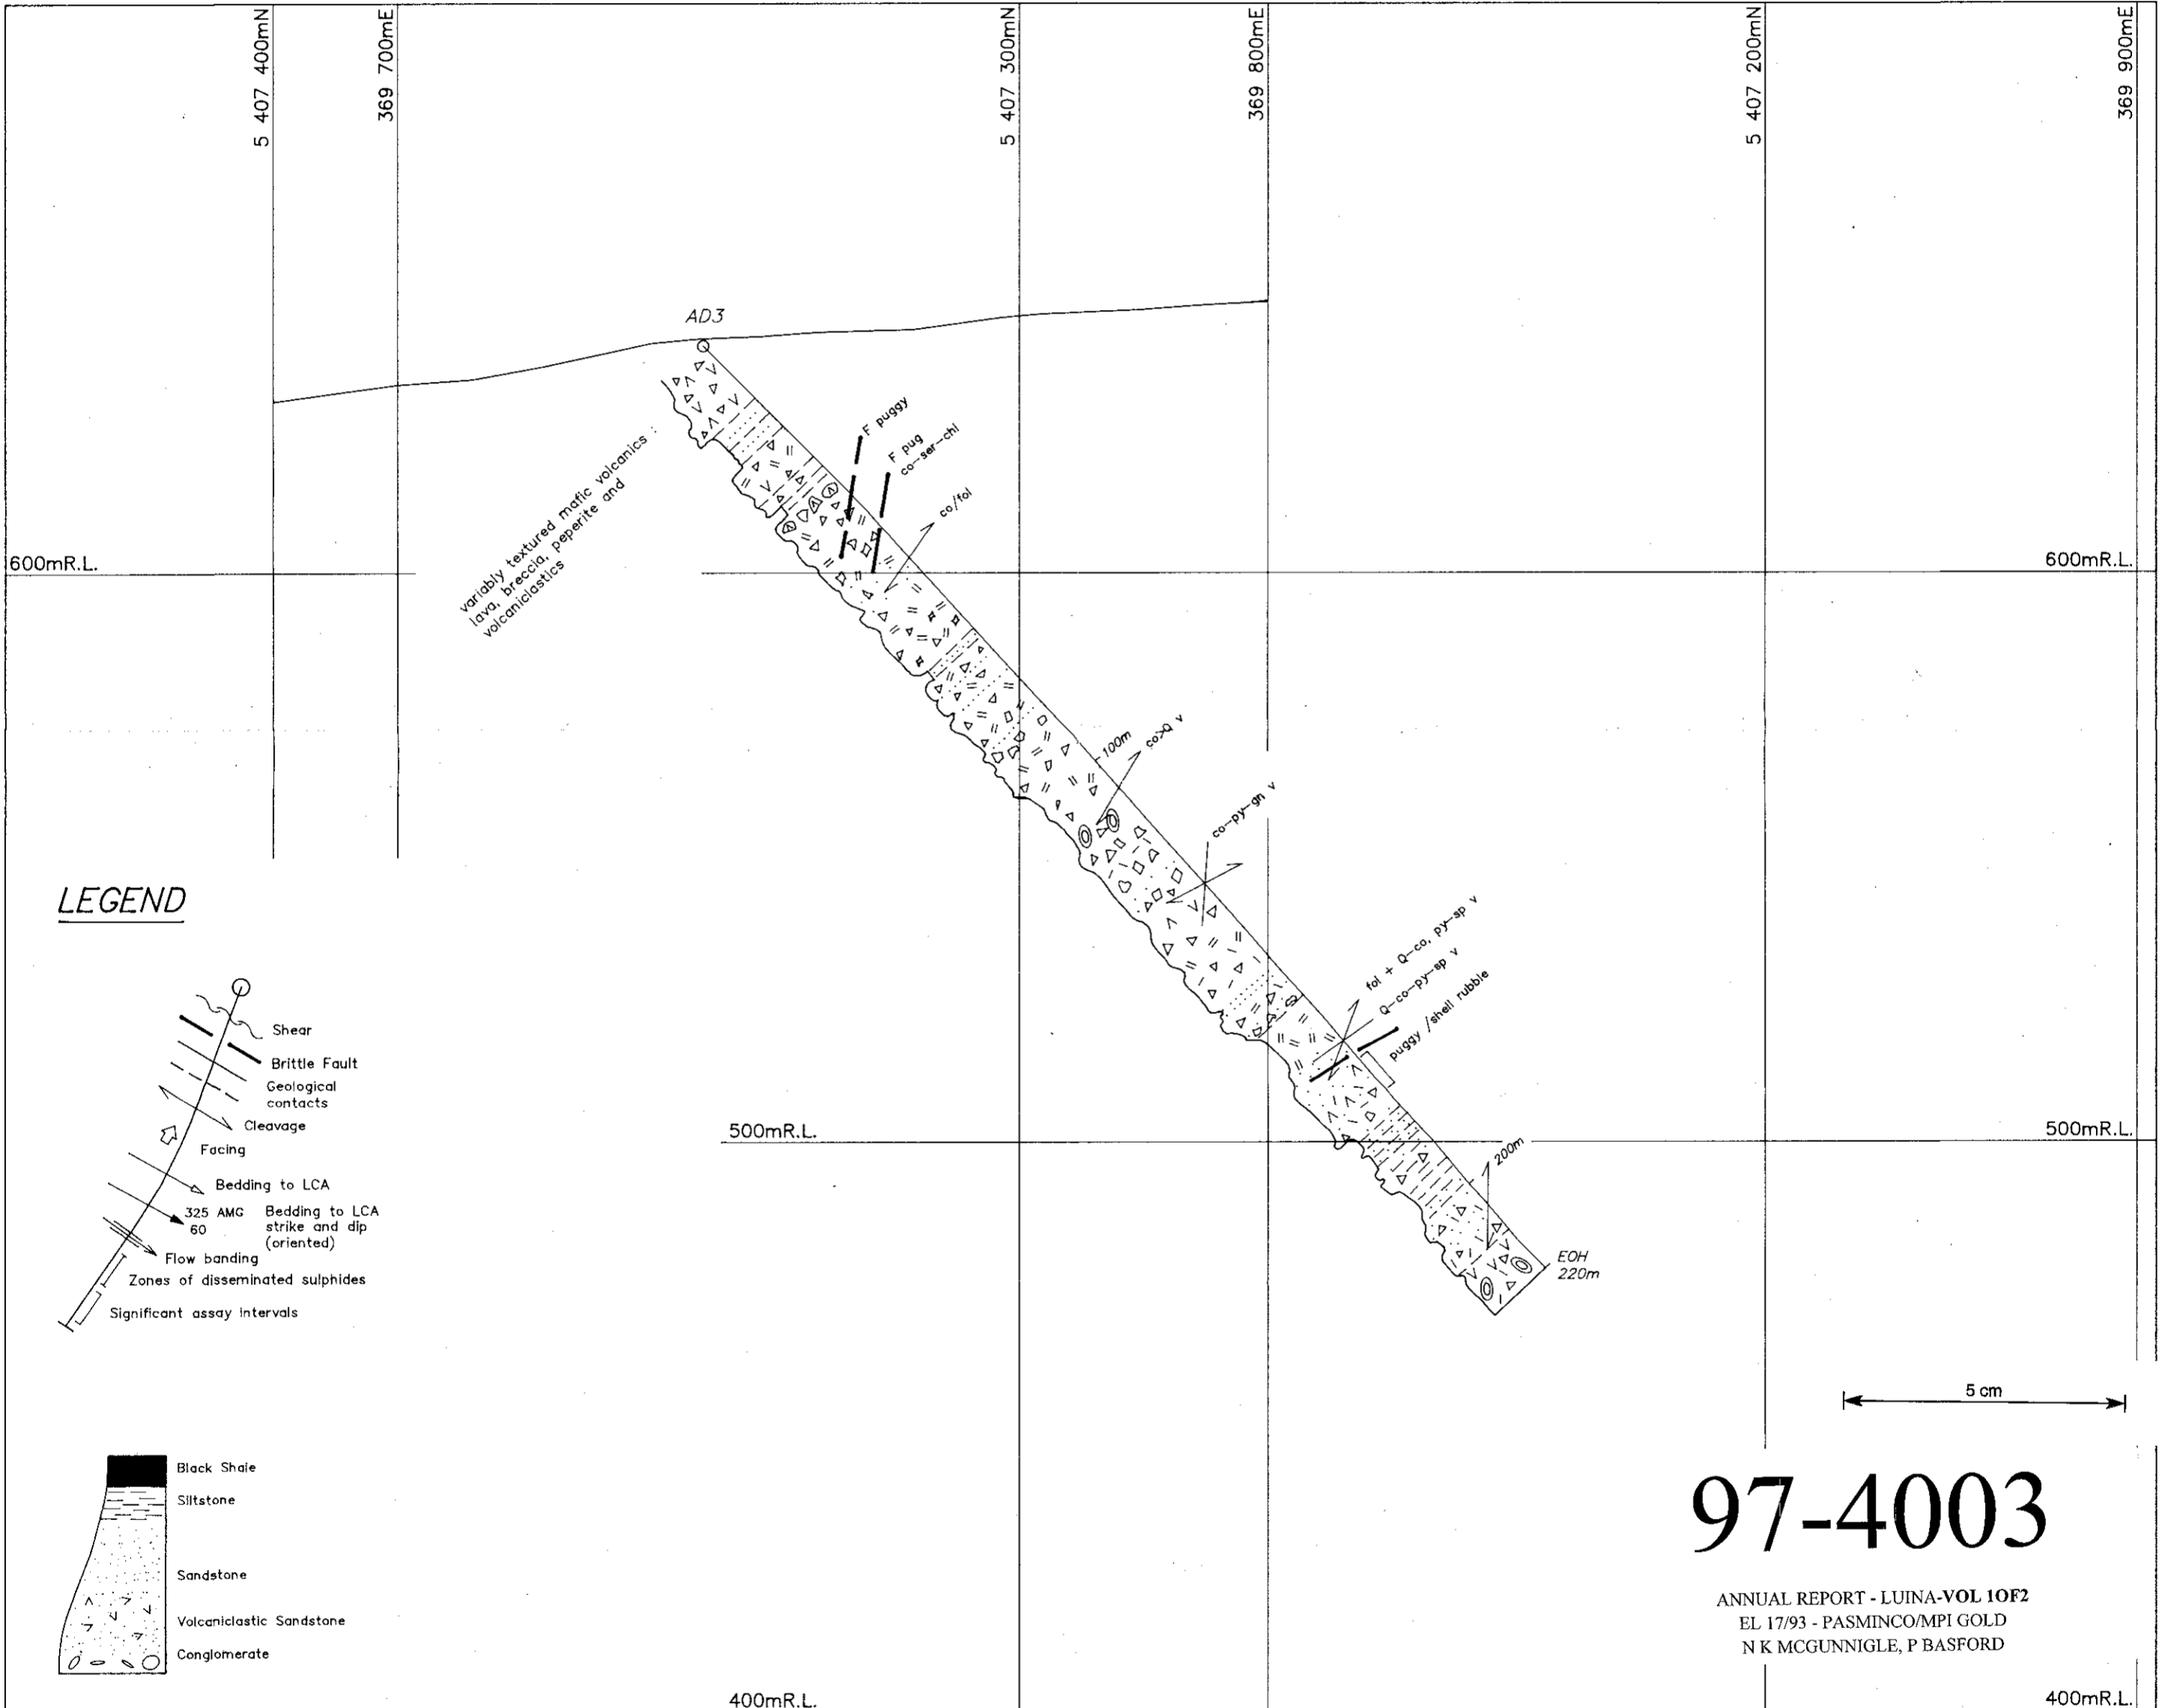 5 407 400mN
369 700mE
5 407 300mN
369 800mE
5 407 200mN
369 900mE
AD3
F puggy
F pug
co-ser-chl
co/fol
variably textured mafic volcanics :
lava, breccia, peperite and
volcaniclastics
600mR.L.
600mR.L.
100m
co>Q v
co-py-gn v
LEGEND
fol + Q-co, py-sp v
Q-co-py-sp v
puggy /shell rubble
Shear
Brittle Fault
Geological
contacts
Cleavage
Facing
Bedding to LCA
325 AMG
60
Bedding to LCA
strike and dip
(oriented)
Flow banding
Zones of disseminated sulphides
Significant assay intervals
500mR.L.
500mR.L.
200m
EOH
220m
5 cm
Black Shale
Siltstone
Sandstone
Volcaniclastic Sandstone
Conglomerate
97-4003
ANNUAL REPORT - LUINA-VOL 1OF2
EL 17/93 - PASMINCO/MPI GOLD
N K MCGUNNIGLE, P BASFORD
400mR.L.
400mR.L.